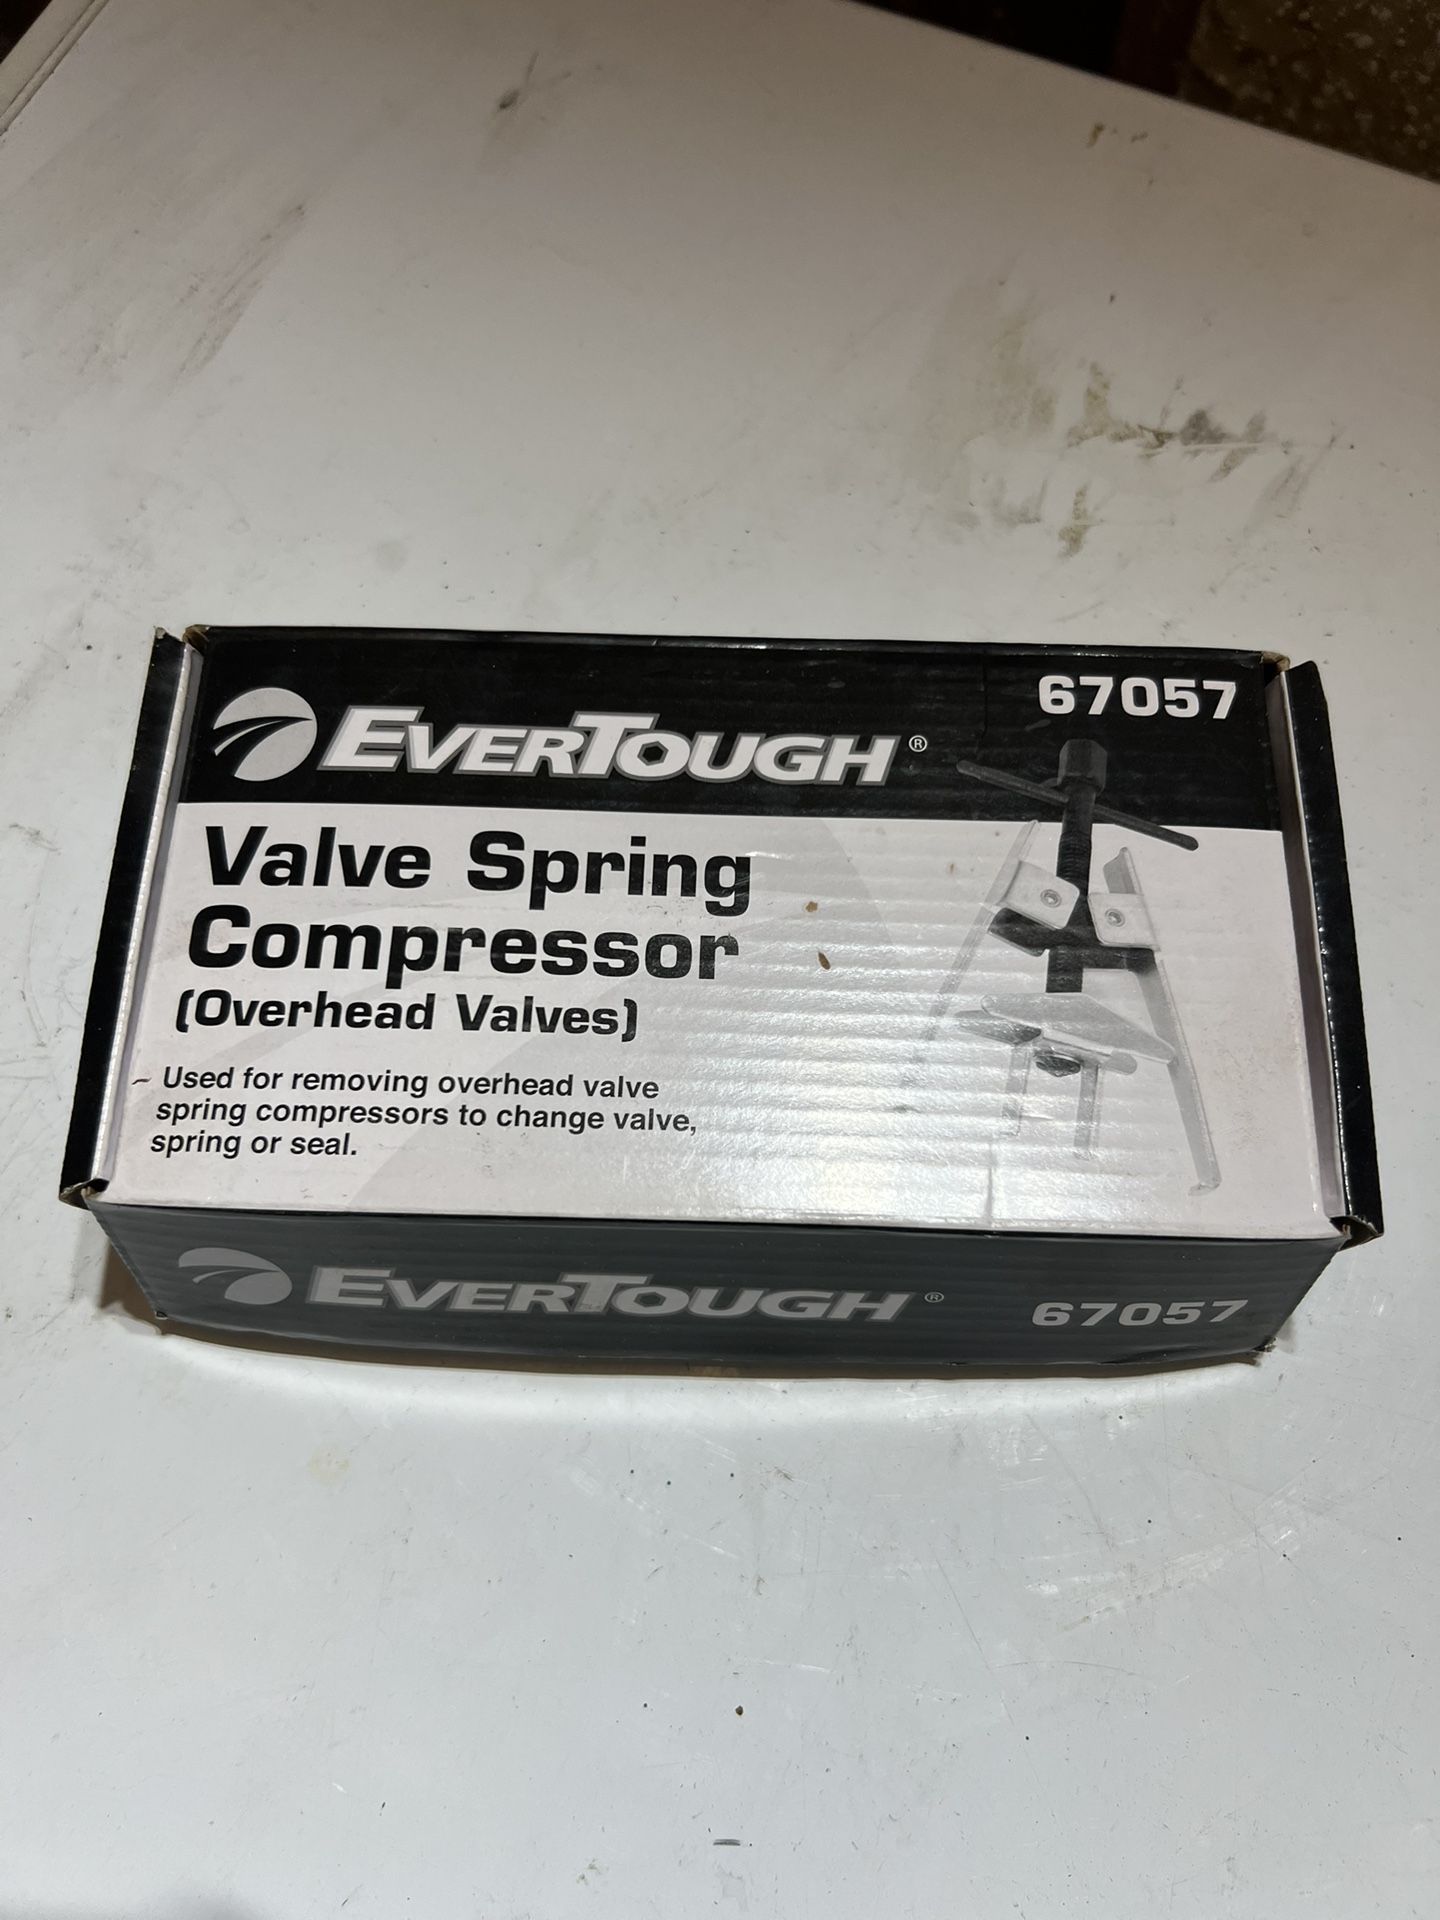 EVERTOUGH®
67057
Valve Spring
Compressor
(Overhead Valves)
Used for removing overhead valve
spring compressors to change valve,
spring or seal.
EVERTOUGH®
67057